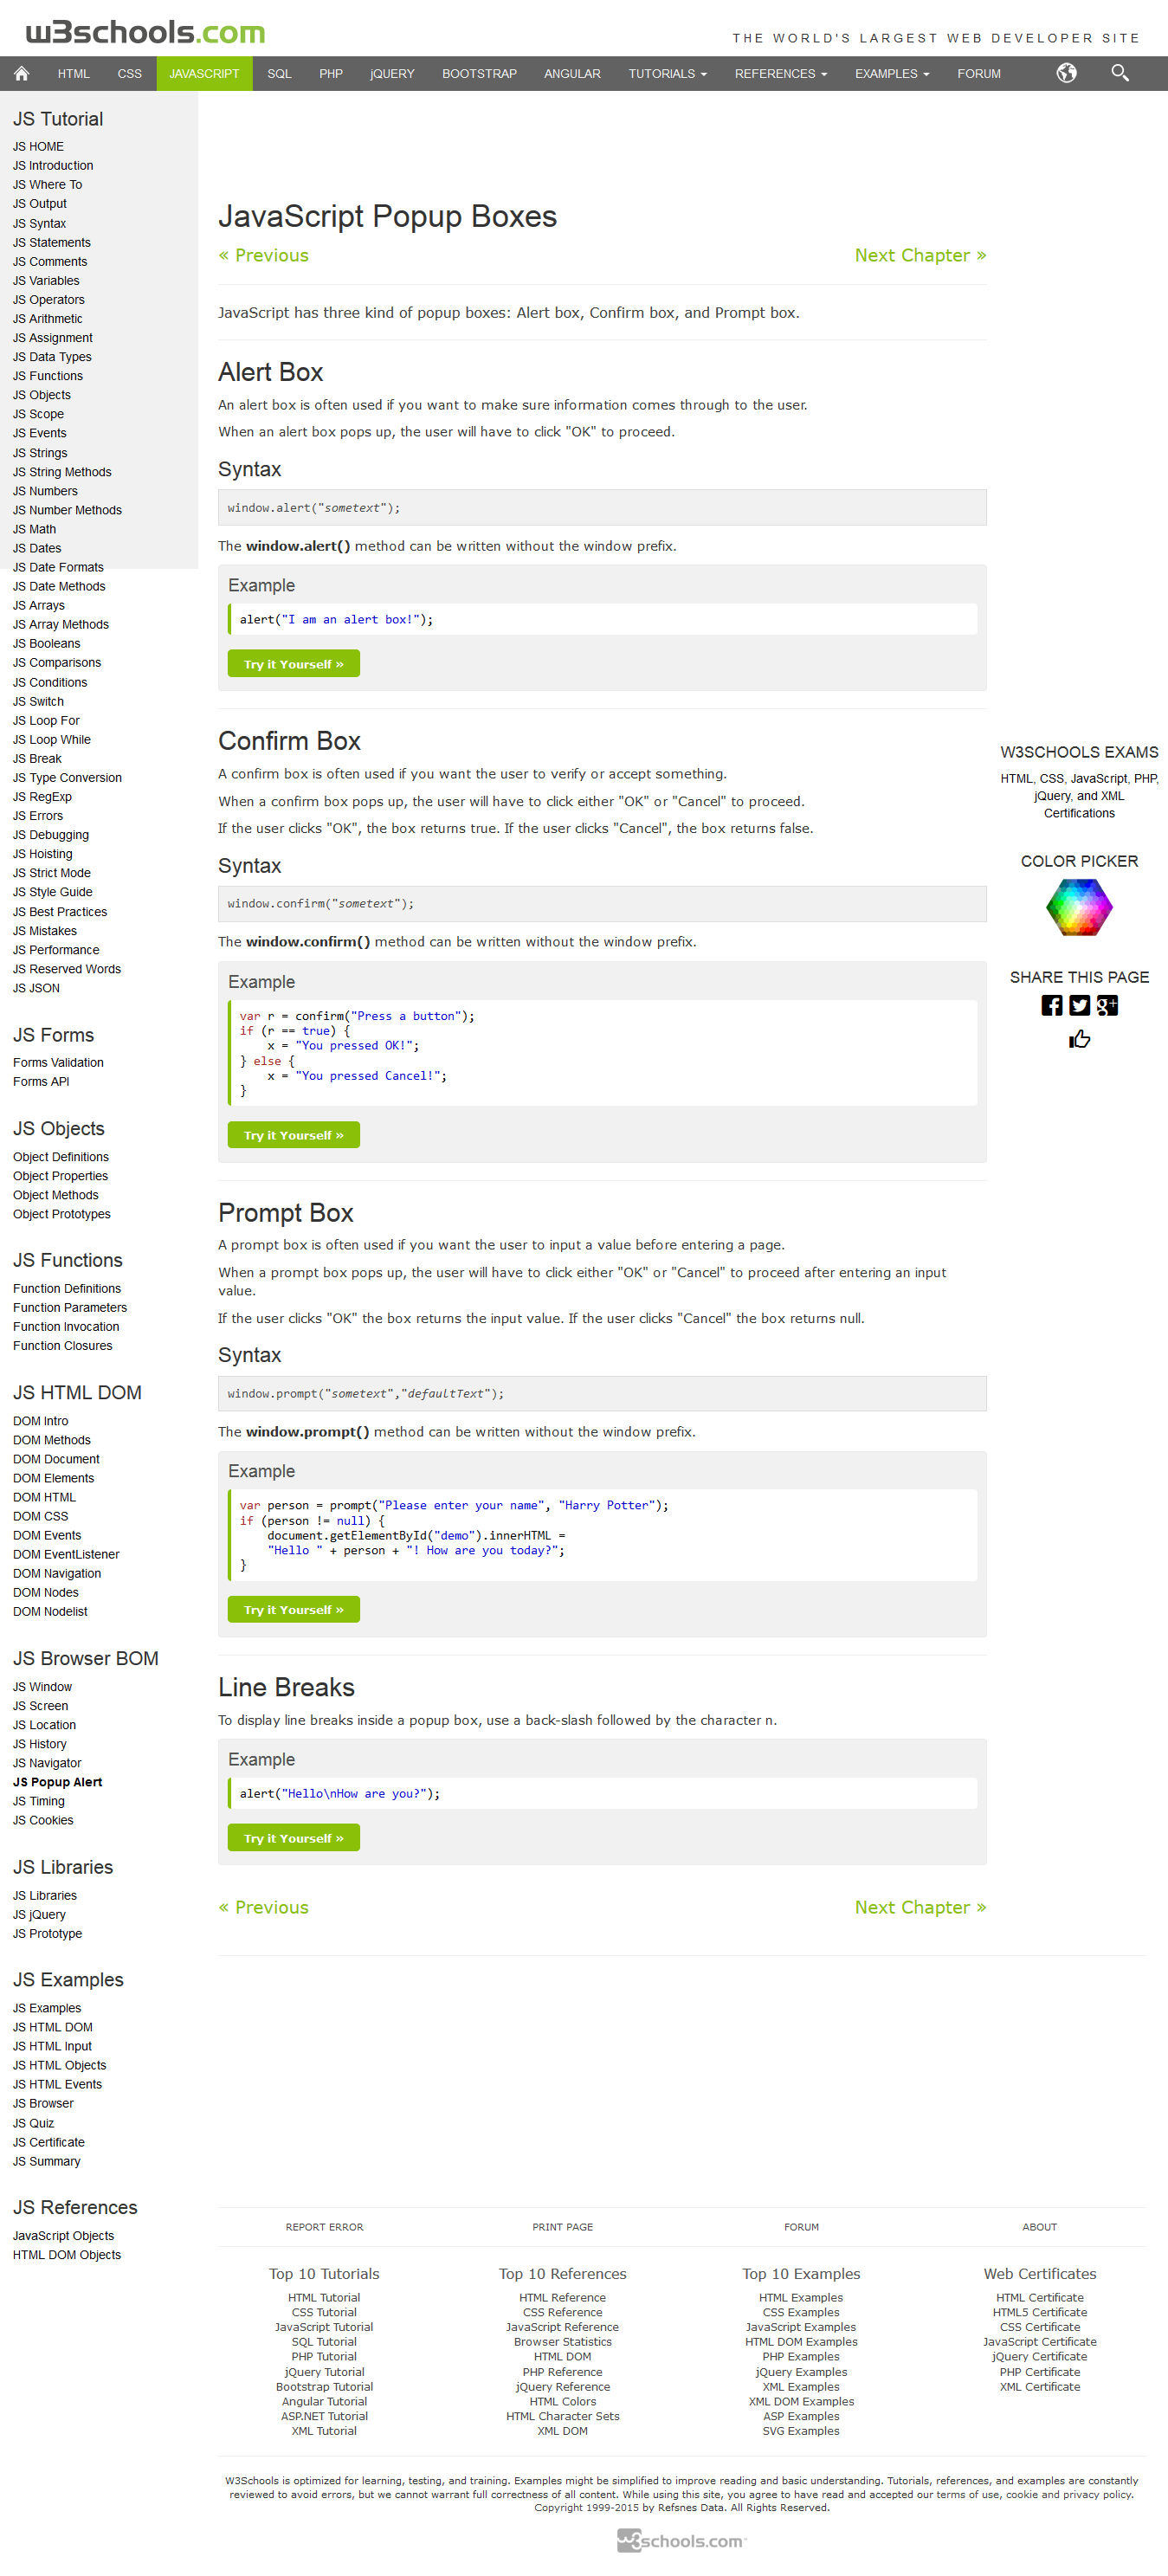 w3schools.com
THE WORLD'S LARGEST WEB DEVELOPER SITE
HTML CSS JAVASCRIPT SQL PHP jQUERY BOOTSTRAP ANGULAR TUTORIALS REFERENCES EXAMPLES FORUM
JS Tutorial
JS HOME
JS Introduction
JS Where To
JS Output
JS Syntax
JS Statements
JS Comments
JS Variables
JS Operators
JS Arithmetic
JS Assignment
JS Data Types
JS Functions
JS Objects
JS Scope
JS Events
JS Strings
JS String Methods
JS Numbers
JS Number Methods
JS Math
JS Dates
JS Date Formats
JS Date Methods
JS Arrays
JS Array Methods
JS Booleans
JS Comparisons
JS Conditions
JS Switch
JS Loop For
JS Loop While
JS Break
JS Type Conversion
JS RegExp
JS Errors
JS Debugging
JS Hoisting
JS Strict Mode
JS Style Guide
JS Best Practices
JS Mistakes
JS Performance
JS Reserved Words
JS JSON
JS Forms
Forms Validation
Forms API
JS Objects
Object Definitions
Object Properties
Object Methods
Object Prototypes
JS Functions
Function Definitions
Function Parameters
Function Invocation
Function Closures
JS HTML DOM
DOM Intro
DOM Methods
DOM Document
DOM Elements
DOM HTML
DOM CSS
DOM Events
DOM EventListener
DOM Navigation
DOM Nodes
DOM Nodelist
JS Browser BOM
JS Window
JS Screen
JS Location
JS History
JS Navigator
JS Popup Alert
JS Timing
JS Cookies
JS Libraries
JS Libraries
JS jQuery
JS Prototype
JS Examples
JS Examples
JS HTML DOM
JS HTML Input
JS HTML Objects
JS HTML Events
JS Browser
JS Quiz
JS Certificate
JS Summary
JS References
JavaScript Objects
HTML DOM Objects
JavaScript Popup Boxes
« Previous
Next Chapter »
JavaScript has three kind of popup boxes: Alert box, Confirm box, and Prompt box.
Alert Box
An alert box is often used if you want to make sure information comes through to the user.
When an alert box pops up, the user will have to click "OK" to proceed.
Syntax
window.alert("sometext");
The window.alert() method can be written without the window prefix.
Example
alert("I am an alert box!");
Try it Yourself »
Confirm Box
A confirm box is often used if you want the user to verify or accept something.
When a confirm box pops up, the user will have to click either "OK" or "Cancel" to proceed.
If the user clicks "OK", the box returns true. If the user clicks "Cancel", the box returns false.
Syntax
window.confirm("sometext");
The window.confirm() method can be written without the window prefix.
Example
var r = confirm("Press a button");
if (r == true) {
    x = "You pressed OK!";
} else {
    x = "You pressed Cancel!";
}
Try it Yourself »
Prompt Box
A prompt box is often used if you want the user to input a value before entering a page.
When a prompt box pops up, the user will have to click either "OK" or "Cancel" to proceed after entering an input
value.
If the user clicks "OK" the box returns the input value. If the user clicks "Cancel" the box returns null.
Syntax
window.prompt("sometext","defaultText");
The window.prompt() method can be written without the window prefix.
Example
var person = prompt("Please enter your name", "Harry Potter");
if (person != null) {
    document.getElementById("demo").innerHTML =
    "Hello " + person + "! How are you today?";
}
Try it Yourself »
Line Breaks
To display line breaks inside a popup box, use a back-slash followed by the character n.
Example
alert("Hello\nHow are you?");
Try it Yourself »
« Previous
Next Chapter »
W3SCHOOLS EXAMS
HTML, CSS, JavaScript, PHP,
jQuery, and XML
Certifications
COLOR PICKER
SHARE THIS PAGE
REPORT ERROR
PRINT PAGE
FORUM
ABOUT
Top 10 Tutorials
HTML Tutorial
CSS Tutorial
JavaScript Tutorial
SQL Tutorial
PHP Tutorial
jQuery Tutorial
Bootstrap Tutorial
Angular Tutorial
ASP.NET Tutorial
XML Tutorial
Top 10 References
HTML Reference
CSS Reference
JavaScript Reference
Browser Statistics
HTML DOM
PHP Reference
jQuery Reference
HTML Colors
HTML Character Sets
XML DOM
Top 10 Examples
HTML Examples
CSS Examples
JavaScript Examples
HTML DOM Examples
PHP Examples
jQuery Examples
XML Examples
XML DOM Examples
ASP Examples
SVG Examples
Web Certificates
HTML Certificate
HTML5 Certificate
CSS Certificate
JavaScript Certificate
jQuery Certificate
PHP Certificate
XML Certificate
W3Schools is optimized for learning, testing, and training. Examples might be simplified to improve reading and basic understanding. Tutorials, references, and examples are constantly
reviewed to avoid errors, but we cannot warrant full correctness of all content. While using this site, you agree to have read and accepted our terms of use, cookie and privacy policy.
Copyright 1999-2015 by Refsnes Data. All Rights Reserved.
w3schools.com